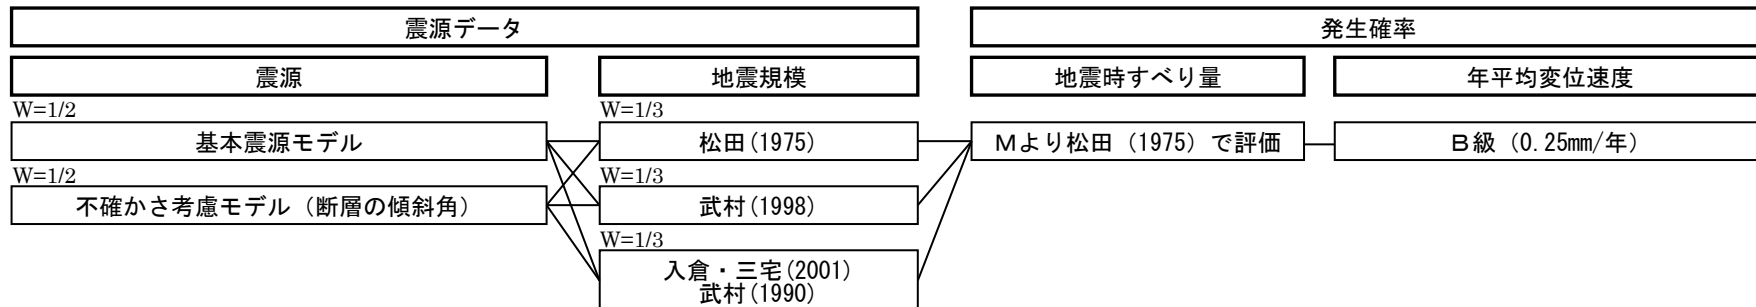 震源データ
発生確率
震源
地震規模
地震時すべり量
年平均変位速度
W=1/2
W=1/3
基本震源モデル
松田(1975)
Mより松田（1975）で評価
B級（0.25mm/年）
W=1/2
W=1/3
不確かさ考慮モデル（断層の傾斜角）
武村(1998)
W=1/3
入倉・三宅(2001)
武村(1990)